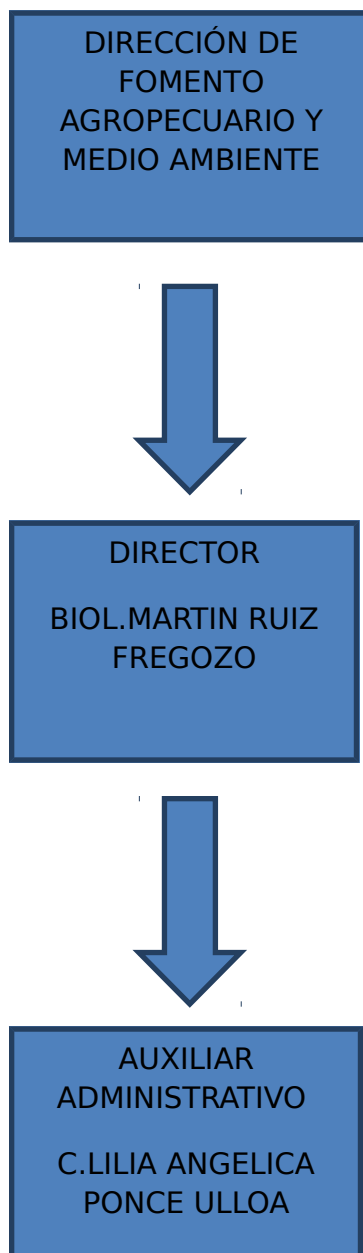 DIRECCIÓN DE
FOMENTO
AGROPECUARIO Y
MEDIO AMBIENTE
DIRECTOR
BIOL.MARTIN RUIZ
FREGOZO
AUXILIAR
ADMINISTRATIVO
C.LILIA ANGELICA
PONCE ULLOA